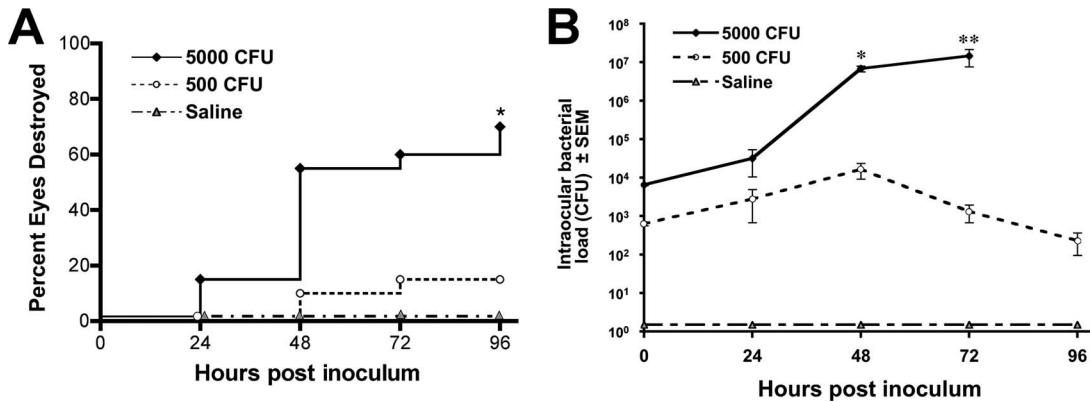 A
100
80
60
40
20
0
Percent Eyes Destroyed
5000 CFU
500 CFU
Saline
*
0 24 48 72 96
Hours post inoculum
B
10⁸
10⁷
10⁶
10⁵
10⁴
10³
10²
10¹
10⁰
Intraocular bacterial
load (CFU) ± SEM
5000 CFU
500 CFU
Saline
*
**
0 24 48 72 96
Hours post inoculum